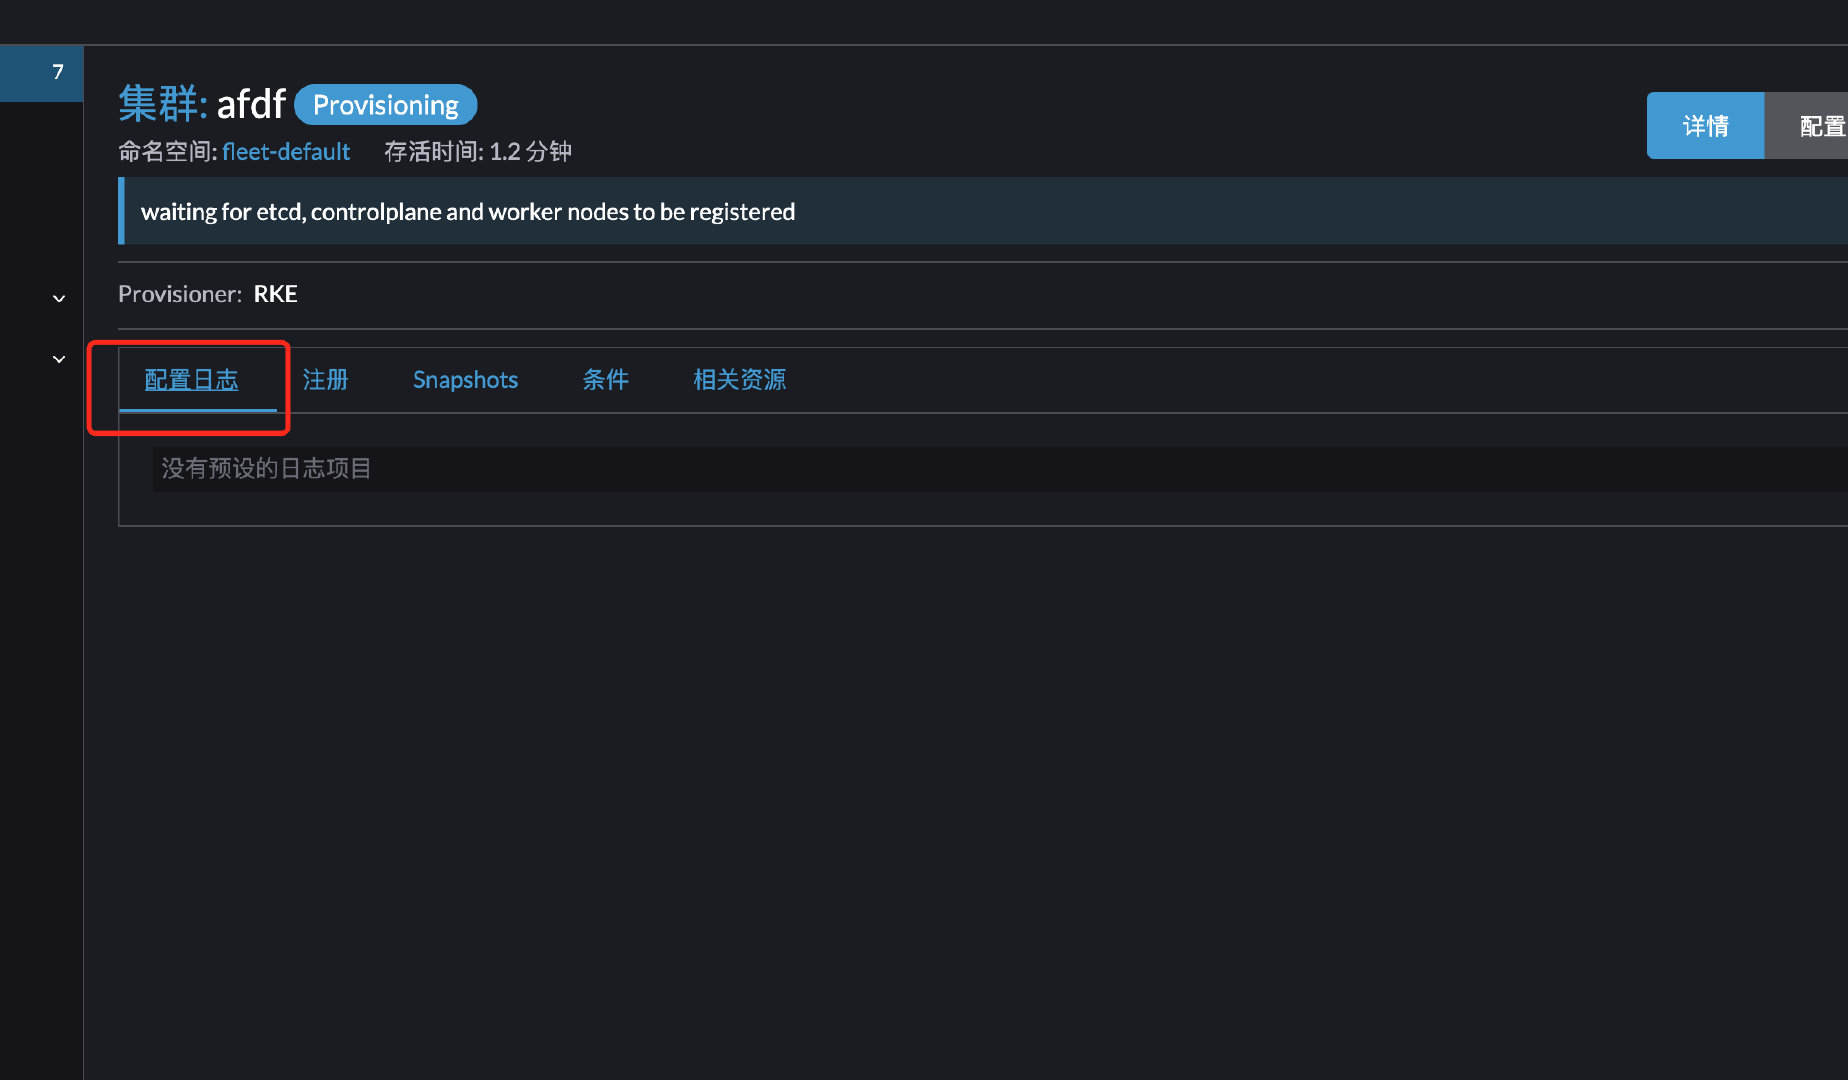 7
集群: afdf Provisioning
命名空间: fleet-default 存活时间: 1.2 分钟
详情 配置
waiting for etcd, controlplane and worker nodes to be registered
Provisioner: RKE
配置日志 注册 Snapshots 条件 相关资源
没有预设的日志项目